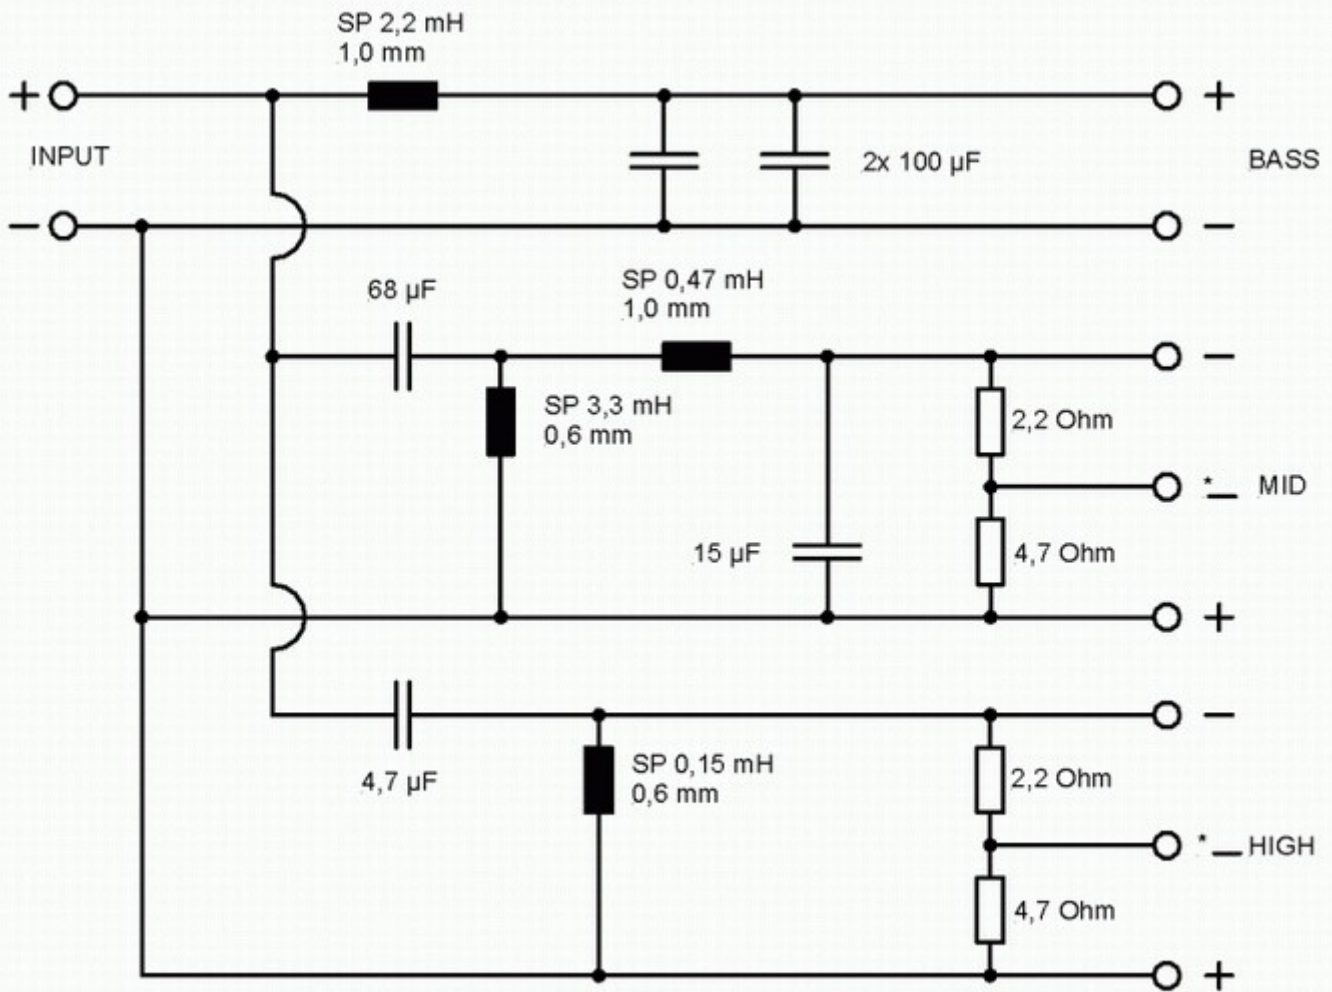 SP 2,2 mH
1,0 mm
+
+
INPUT
2x 100 µF
BASS
–
–
68 µF
SP 0,47 mH
1,0 mm
–
SP 3,3 mH
0,6 mm
2,2 Ohm
*_ MID
15 µF
4,7 Ohm
+
–
4,7 µF
SP 0,15 mH
0,6 mm
2,2 Ohm
*_ HIGH
4,7 Ohm
+